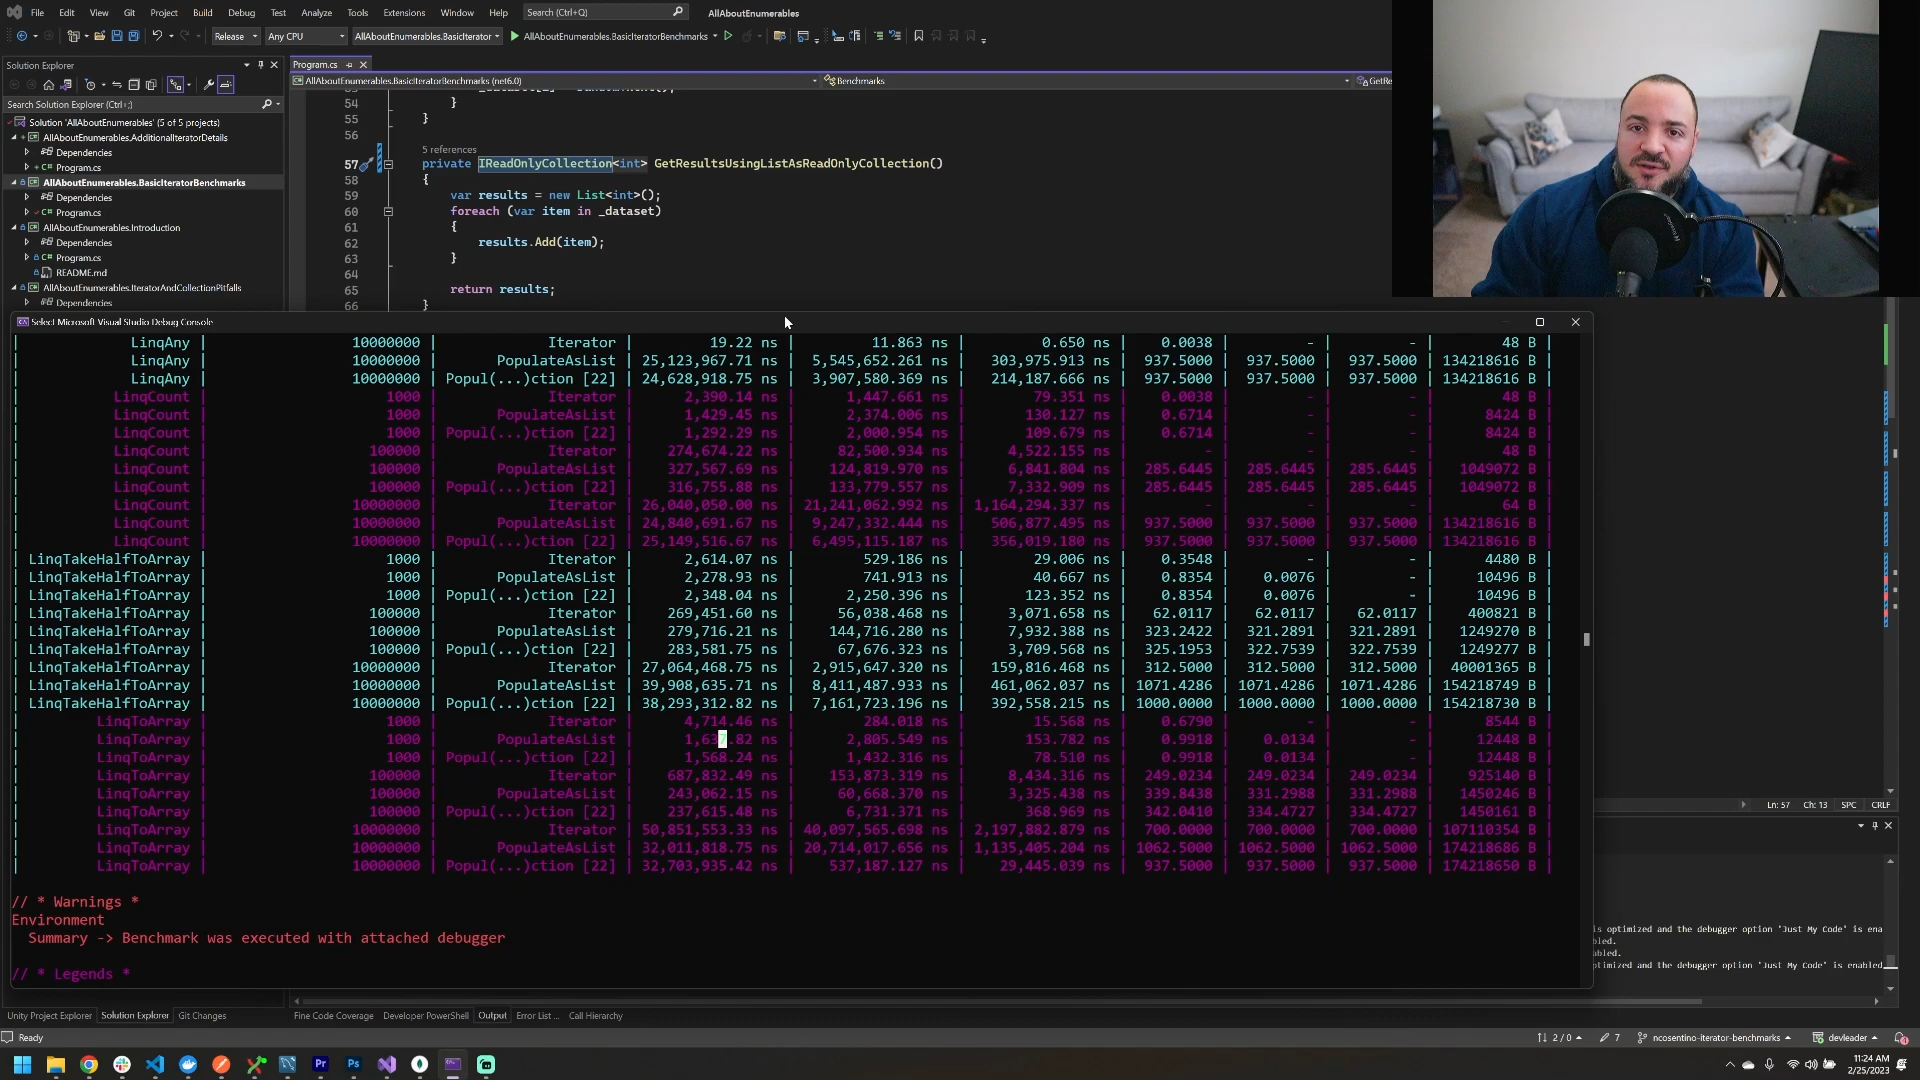 File Edit View Git Project Build Debug Test Analyze Tools Extensions Window Help Search (Ctrl+Q) AllAboutEnumerables
Release Any CPU AllAboutEnumerables.BasicIterator AllAboutEnumerables.BasicIteratorBenchmarks
Solution Explorer
Search Solution Explorer (Ctrl+;)
Solution 'AllAboutEnumerables' (5 of 5 projects)
AllAboutEnumerables.AdditionalIteratorDetails
Dependencies
C# Program.cs
AllAboutEnumerables.BasicIteratorBenchmarks
Dependencies
C# Program.cs
AllAboutEnumerables.Introduction
Dependencies
C# Program.cs
README.md
AllAboutEnumerables.IteratorAndCollectionPitfalls
Dependencies
Program.cs
AllAboutEnumerables.BasicIteratorBenchmarks (net6.0) Benchmarks GetRe
54 }
55 }
56
5 references
57 private IReadOnlyCollection<int> GetResultsUsingListAsReadOnlyCollection()
58 {
59 var results = new List<int>();
60 foreach (var item in _dataset)
61 {
62 results.Add(item);
63 }
64
65 return results;
66 }
Select Microsoft Visual Studio Debug Console
| LinqAny | 10000000 | Iterator | 19.22 ns | 11.863 ns | 0.650 ns | 0.0038 | - | - | 48 B |
| LinqAny | 10000000 | PopulateAsList | 25,123,967.71 ns | 5,545,652.261 ns | 303,975.913 ns | 937.5000 | 937.5000 | 937.5000 | 134218616 B |
| LinqAny | 10000000 | Popul(...)ction [22] | 24,628,918.75 ns | 3,907,580.369 ns | 214,187.666 ns | 937.5000 | 937.5000 | 937.5000 | 134218616 B |
| LinqCount | 1000 | Iterator | 2,390.14 ns | 1,447.661 ns | 79.351 ns | 0.0038 | - | - | 48 B |
| LinqCount | 1000 | PopulateAsList | 1,429.45 ns | 2,374.006 ns | 130.127 ns | 0.6714 | - | - | 8424 B |
| LinqCount | 1000 | Popul(...)ction [22] | 1,292.29 ns | 2,000.954 ns | 109.679 ns | 0.6714 | - | - | 8424 B |
| LinqCount | 100000 | Iterator | 274,674.22 ns | 82,500.934 ns | 4,522.155 ns | - | - | - | 48 B |
| LinqCount | 100000 | PopulateAsList | 327,567.69 ns | 124,819.970 ns | 6,841.804 ns | 285.6445 | 285.6445 | 285.6445 | 1049072 B |
| LinqCount | 100000 | Popul(...)ction [22] | 316,755.88 ns | 133,779.557 ns | 7,332.909 ns | 285.6445 | 285.6445 | 285.6445 | 1049072 B |
| LinqCount | 10000000 | Iterator | 26,040,050.00 ns | 21,241,062.992 ns | 1,164,294.337 ns | - | - | - | 64 B |
| LinqCount | 10000000 | PopulateAsList | 24,840,691.67 ns | 9,247,332.444 ns | 506,877.495 ns | 937.5000 | 937.5000 | 937.5000 | 134218616 B |
| LinqCount | 10000000 | Popul(...)ction [22] | 25,149,516.67 ns | 6,495,115.187 ns | 356,019.180 ns | 937.5000 | 937.5000 | 937.5000 | 134218616 B |
| LinqTakeHalfToArray | 1000 | Iterator | 2,614.07 ns | 529.186 ns | 29.006 ns | 0.3548 | - | - | 4480 B |
| LinqTakeHalfToArray | 1000 | PopulateAsList | 2,278.93 ns | 741.913 ns | 40.667 ns | 0.8354 | 0.0076 | - | 10496 B |
| LinqTakeHalfToArray | 1000 | Popul(...)ction [22] | 2,348.04 ns | 2,250.396 ns | 123.352 ns | 0.8354 | 0.0076 | - | 10496 B |
| LinqTakeHalfToArray | 100000 | Iterator | 269,451.60 ns | 56,038.468 ns | 3,071.658 ns | 62.0117 | 62.0117 | 62.0117 | 400821 B |
| LinqTakeHalfToArray | 100000 | PopulateAsList | 279,716.21 ns | 144,716.280 ns | 7,932.388 ns | 323.2422 | 321.2891 | 321.2891 | 1249270 B |
| LinqTakeHalfToArray | 100000 | Popul(...)ction [22] | 283,581.75 ns | 67,676.323 ns | 3,709.568 ns | 325.1953 | 322.7539 | 322.7539 | 1249277 B |
| LinqTakeHalfToArray | 10000000 | Iterator | 27,064,468.75 ns | 2,915,647.320 ns | 159,816.468 ns | 312.5000 | 312.5000 | 312.5000 | 40001365 B |
| LinqTakeHalfToArray | 10000000 | PopulateAsList | 39,908,635.71 ns | 8,411,487.933 ns | 461,062.037 ns | 1071.4286 | 1071.4286 | 1071.4286 | 154218749 B |
| LinqTakeHalfToArray | 10000000 | Popul(...)ction [22] | 38,293,312.82 ns | 7,161,723.196 ns | 392,558.215 ns | 1000.0000 | 1000.0000 | 1000.0000 | 154218730 B |
| LinqToArray | 1000 | Iterator | 4,714.46 ns | 284.018 ns | 15.568 ns | 0.6790 | - | - | 8544 B |
| LinqToArray | 1000 | PopulateAsList | 1,637.82 ns | 2,805.549 ns | 153.782 ns | 0.9918 | 0.0134 | - | 12448 B |
| LinqToArray | 1000 | Popul(...)ction [22] | 1,568.24 ns | 1,432.316 ns | 78.510 ns | 0.9918 | 0.0134 | - | 12448 B |
| LinqToArray | 100000 | Iterator | 687,832.49 ns | 153,873.319 ns | 8,434.316 ns | 249.0234 | 249.0234 | 249.0234 | 925140 B |
| LinqToArray | 100000 | PopulateAsList | 243,062.15 ns | 60,668.370 ns | 3,325.438 ns | 339.8438 | 331.2988 | 331.2988 | 1450246 B |
| LinqToArray | 100000 | Popul(...)ction [22] | 237,615.48 ns | 6,731.371 ns | 368.969 ns | 342.0410 | 334.4727 | 334.4727 | 1450161 B |
| LinqToArray | 10000000 | Iterator | 50,851,553.33 ns | 40,097,565.698 ns | 2,197,882.879 ns | 700.0000 | 700.0000 | 700.0000 | 107110354 B |
| LinqToArray | 10000000 | PopulateAsList | 32,011,818.75 ns | 20,714,017.656 ns | 1,135,405.204 ns | 1062.5000 | 1062.5000 | 1062.5000 | 174218686 B |
| LinqToArray | 10000000 | Popul(...)ction [22] | 32,703,935.42 ns | 537,187.127 ns | 29,445.039 ns | 937.5000 | 937.5000 | 937.5000 | 174218650 B |
// * Warnings *
Environment
Summary -> Benchmark was executed with attached debugger
// * Legends *
Ln: 57 Ch: 13 SPC CRLF
is optimized and the debugger option 'Just My Code' is ena
bled.
abled.
ptimized and the debugger option 'Just My Code' is enabled
Unity Project Explorer Solution Explorer Git Changes Fine Code Coverage Developer PowerShell Output Error List ... Call Hierarchy
Ready 2 / 0 7 ncosentino-iterator-benchmarks devleader
11:24 AM
2/25/2023